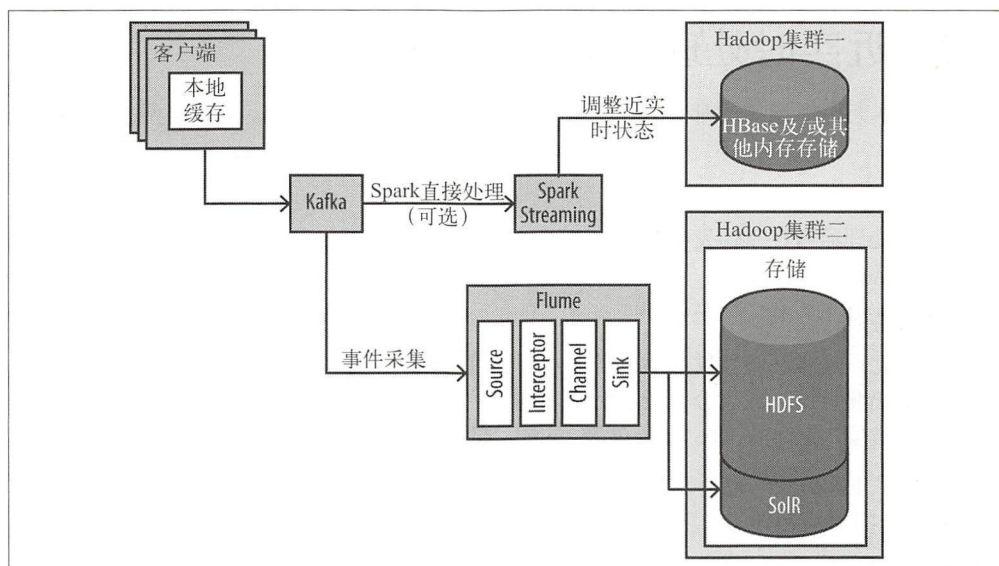 客户端
本地
缓存
Hadoop集群一
HBase及/或其
他内存存储
调整近实
时状态
Kafka
Spark直接处理
(可选)
Spark
Streaming
Hadoop集群二
存储
HDFS
SolR
Flume
Source
Interceptor
Channel
Sink
事件采集